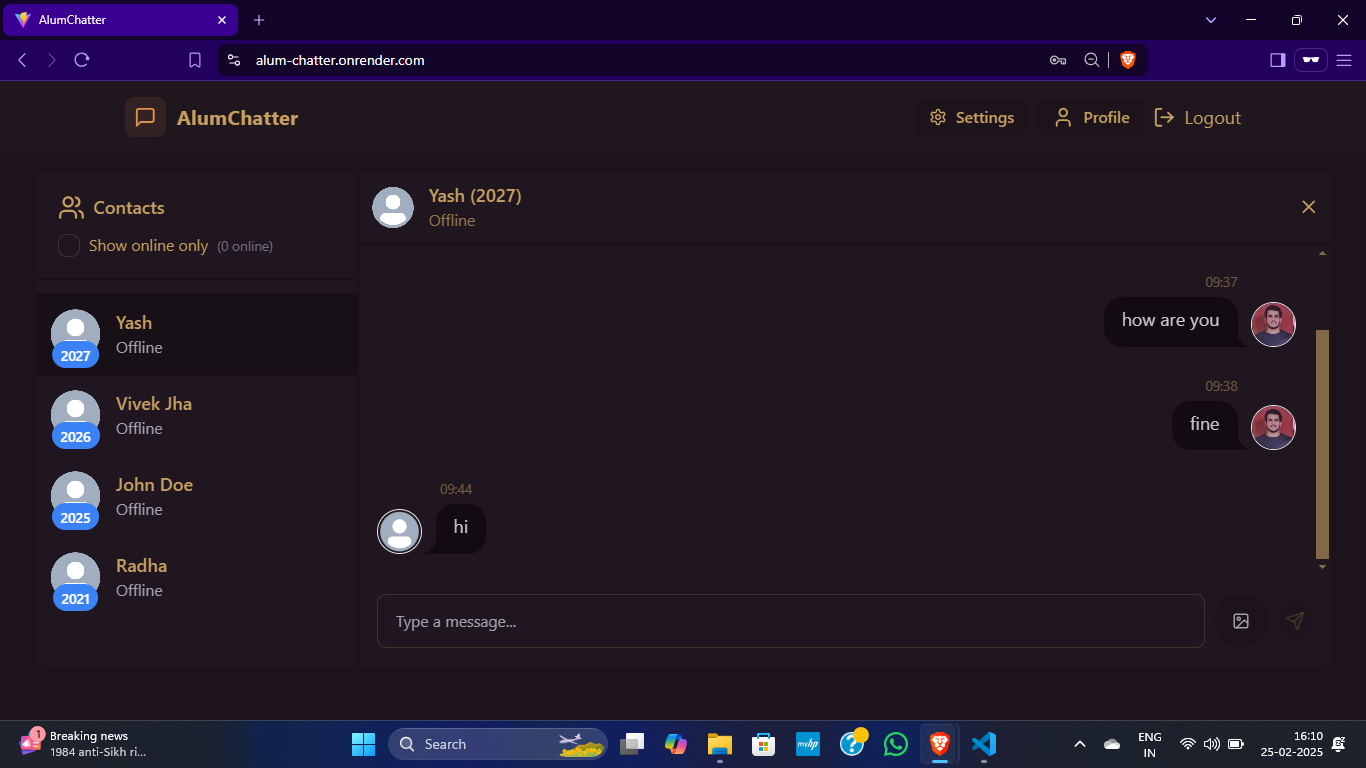 AlumChatter
alum-chatter.onrender.com
AlumChatter
Settings
Profile
Logout
Contacts
Show online only (0 online)
Yash
Offline
2027
Vivek Jha
Offline
2026
John Doe
Offline
2025
Radha
Offline
2021
Yash (2027)
Offline
09:37
how are you
09:38
fine
09:44
hi
Type a message...
1
Breaking news
1984 anti-Sikh ri...
Search
myhp
ENG
IN
16:10
25-02-2025